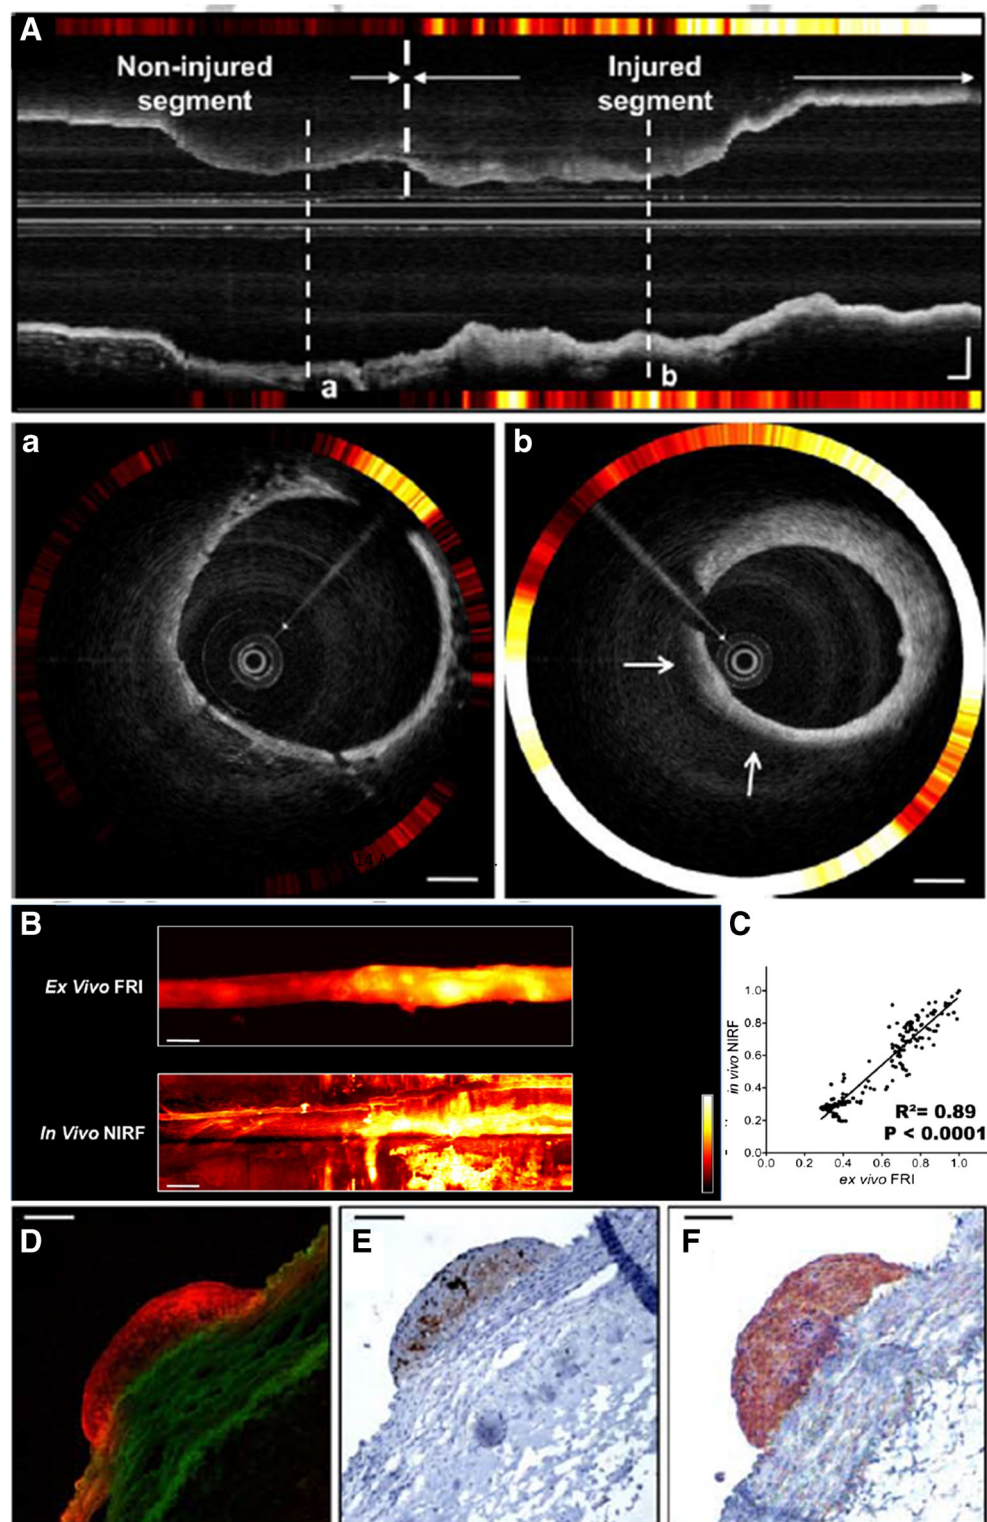 A
Non-injured
segment
Injured
segment
a
b
a
b
B
Ex Vivo FRI
In Vivo NIRF
C
in vivo NIRF
1.0
0.8
0.6
0.4
0.2
0.0
R²= 0.89
P < 0.0001
0.0 0.2 0.4 0.6 0.8 1.0
ex vivo FRI
D
E
F